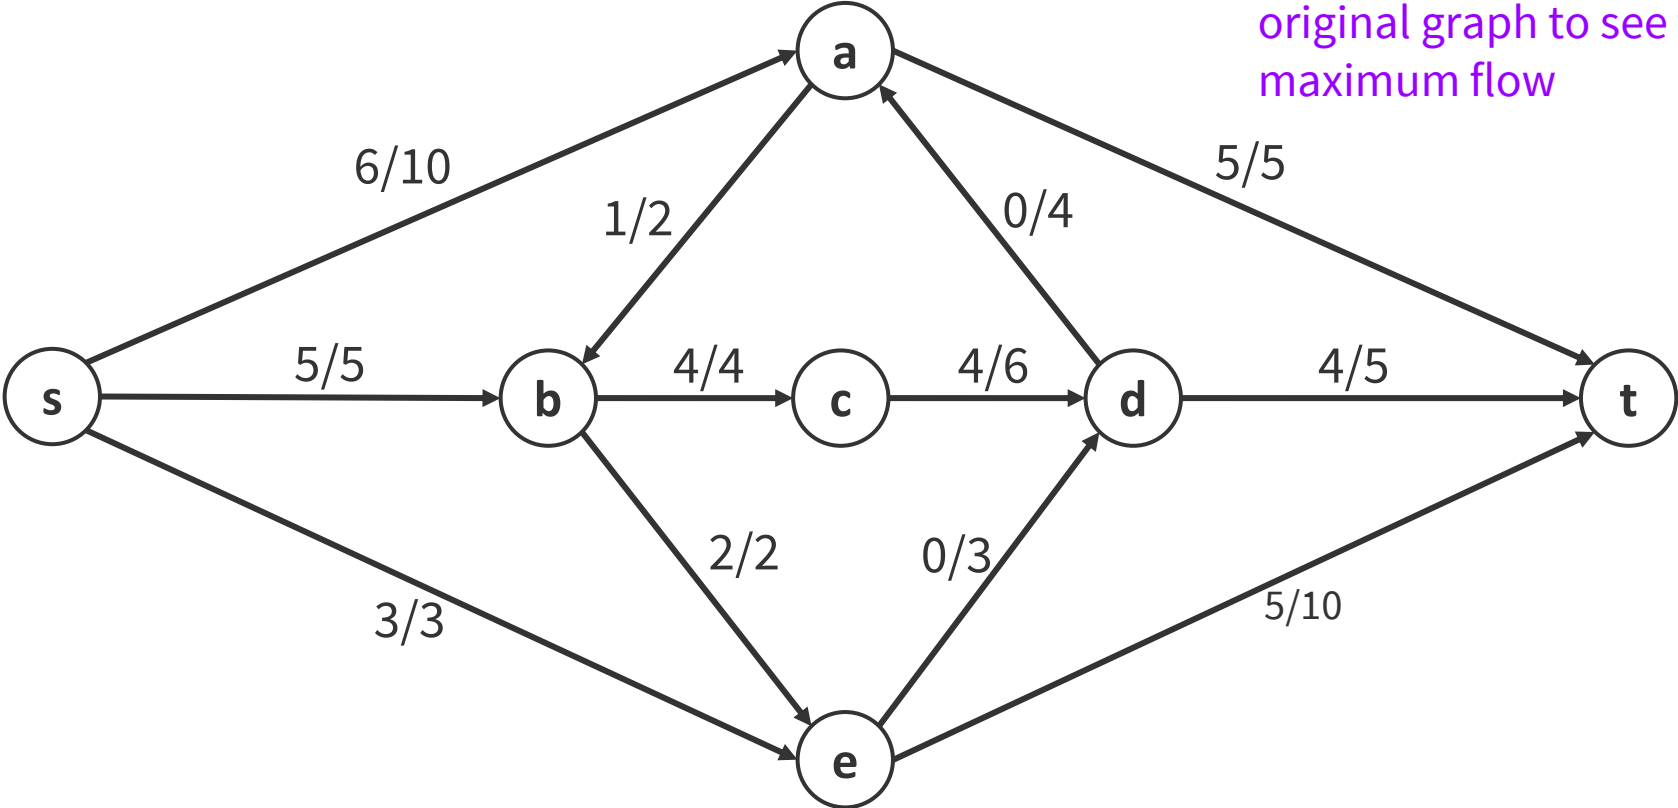 original graph to see
maximum flow
a
6/10
5/5
1/2
0/4
5/5
4/4
4/6
4/5
s
b
c
d
t
2/2
0/3
3/3
5/10
e